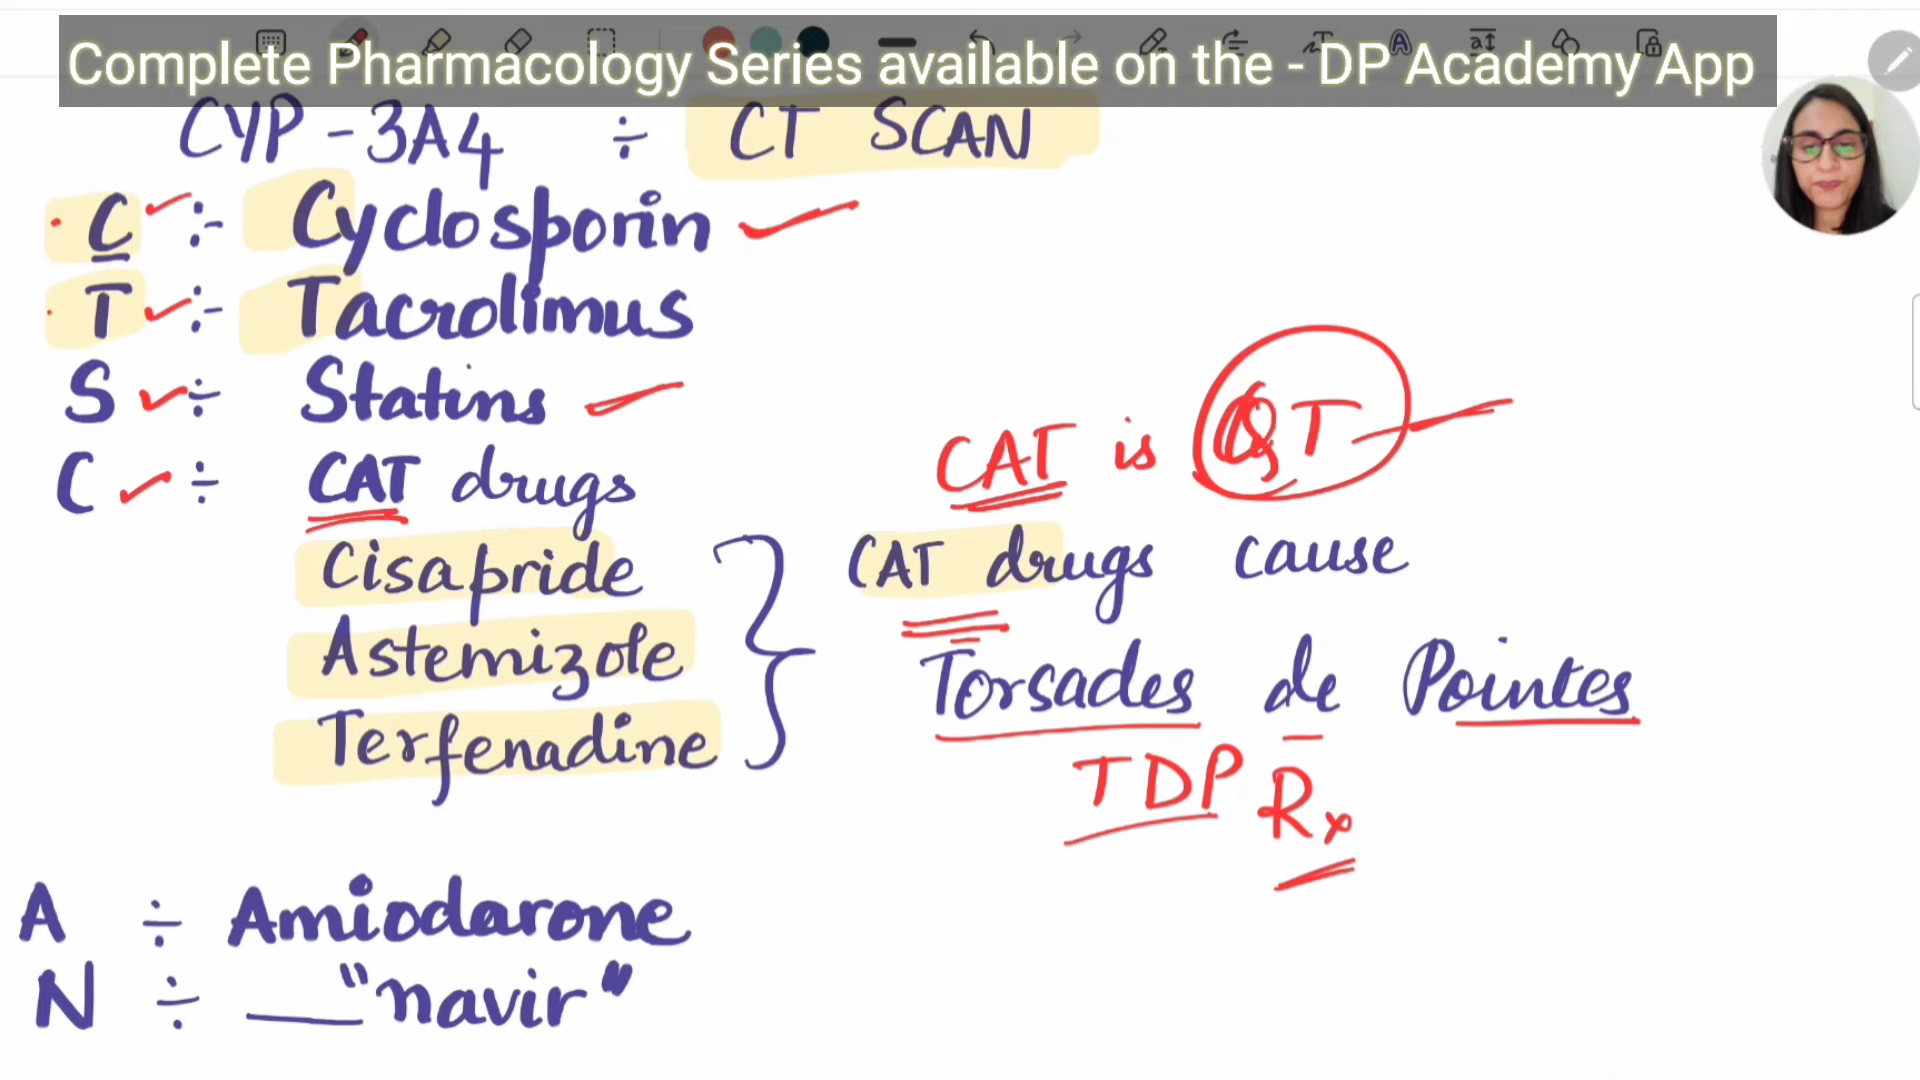 Complete Pharmacology Series available on the - DP Academy App
CYP-3A4 ÷ CT SCAN
C ÷ Cyclosporin
T ÷ Tacrolimus
S ÷ Statins
C ÷ CAT drugs
Cisapride
Astemizole
Terfenadine
CAT is QT
CAT drugs cause
Torsades de Pointes
TDP Rx
A ÷ Amiodarone
N ÷ __"navir"